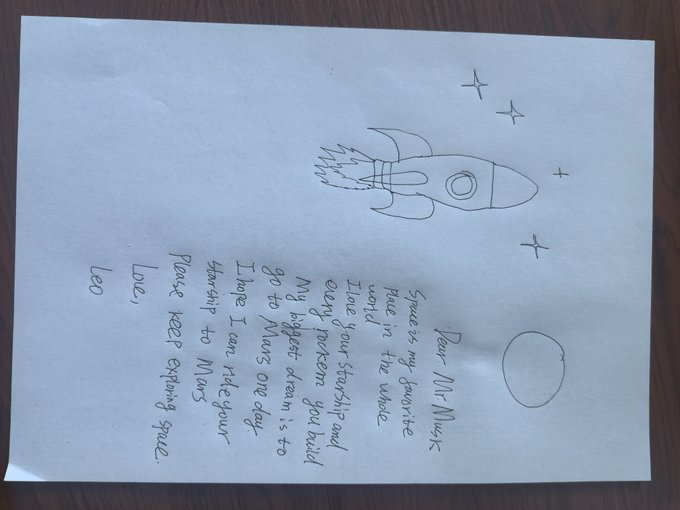 Dear Mr Musk
Space is my favorite
place in the whole
world
I love your Starship and
every rockem you build
My biggest dream is to
go to Mars one day
I hope I can ride your
starship to Mars
Please keep exploring space.
Love,
Leo